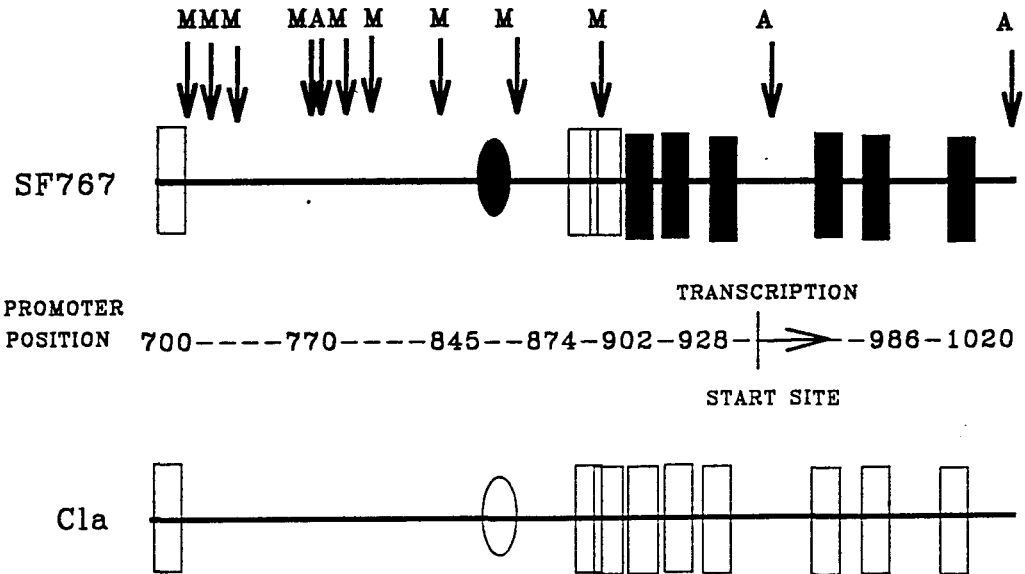 MMM MAM M M M M A A
SF767
TRANSCRIPTION
PROMOTER
POSITION 700----770----845--874-902-928- --986-1020
START SITE
Cla